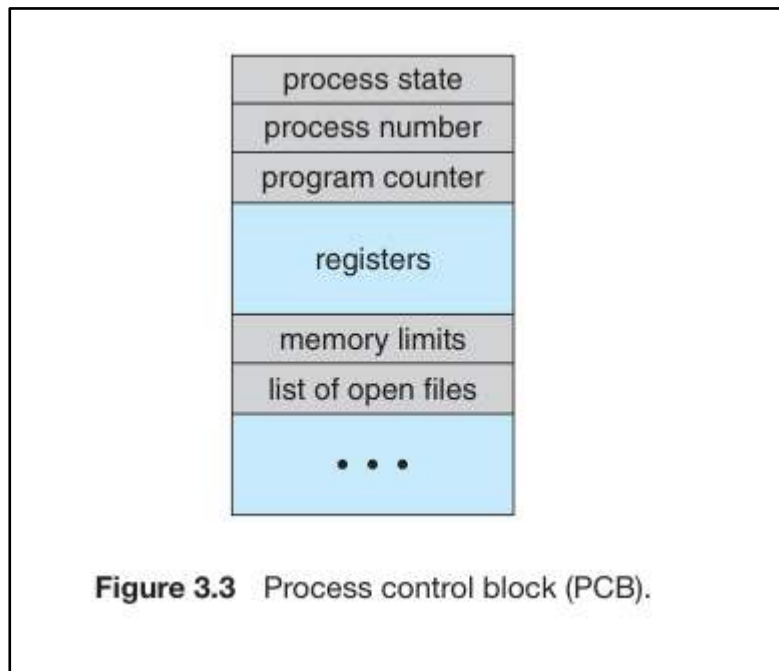 process state
process number
program counter
registers
memory limits
list of open files
• • •
Figure 3.3 Process control block (PCB).